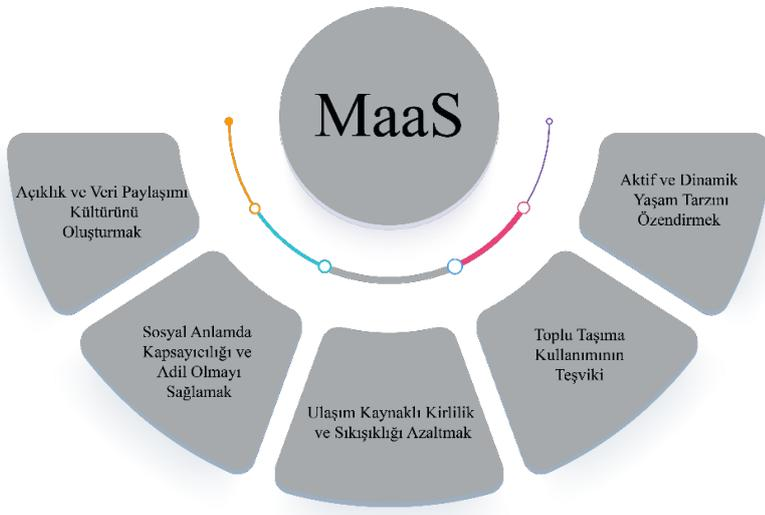 MaaS
Açıklık ve Veri Paylaşımı
Kültürünü
Oluşturmak
Sosyal Anlamda
Kapsayıcılığı ve
Adil Olmayı
Sağlamak
Ulaşım Kaynaklı Kirlilik
ve Sıkışıklığı Azaltmak
Toplu Taşıma
Kullanımının
Teşviki
Aktif ve Dinamik
Yaşam Tarzını
Özendirmek